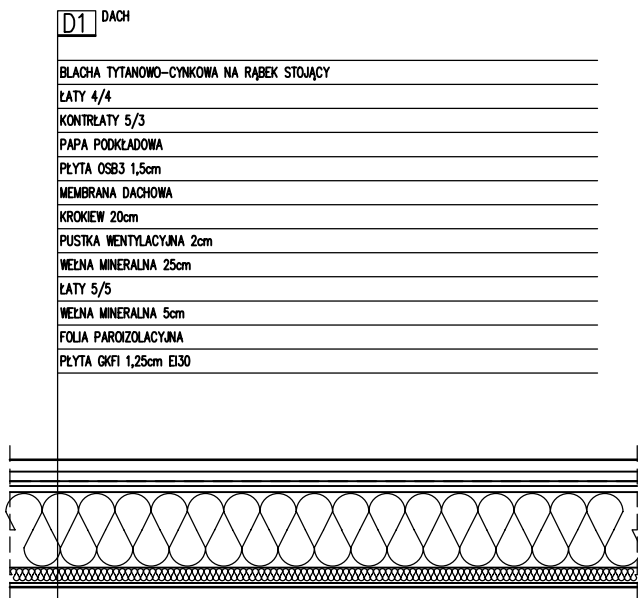 D1 DACH
BLACHA TYTANOWO-CYNKOWA NA RĄBEK STOJĄCY
ŁATY 4/4
KONTRŁATY 5/3
PAPA PODKŁADOWA
PŁYTA OSB3 1,5cm
MEMBRANA DACHOWA
KROKIEW 20cm
PUSTKA WENTYLACYJNA 2cm
WEŁNA MINERALNA 25cm
ŁATY 5/5
WEŁNA MINERALNA 5cm
FOLIA PAROIZOLACYJNA
PŁYTA GKFI 1,25cm EI30